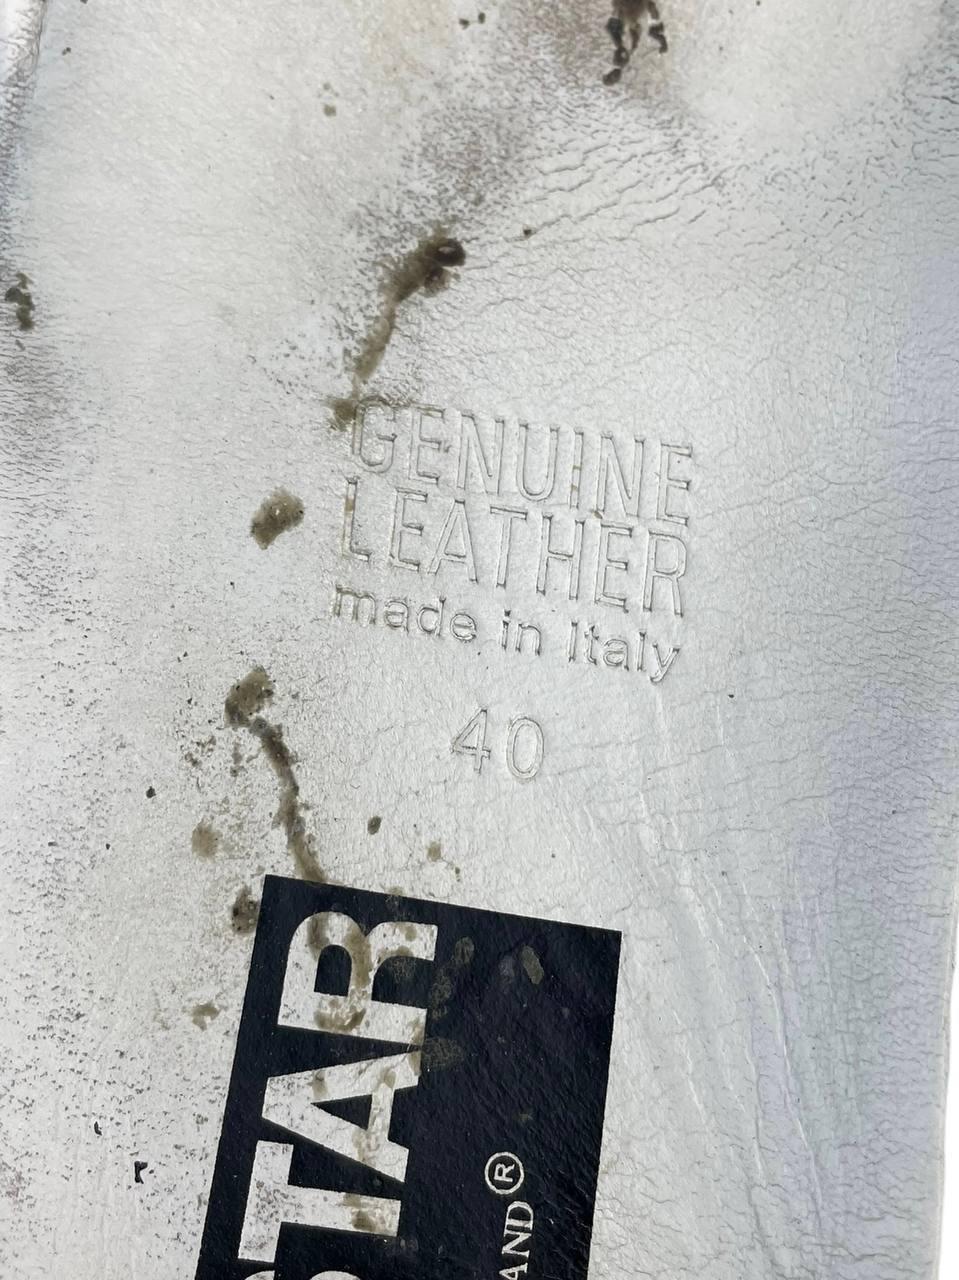 GENUINE
LEATHER
made in Italy
40
STAR
AND®